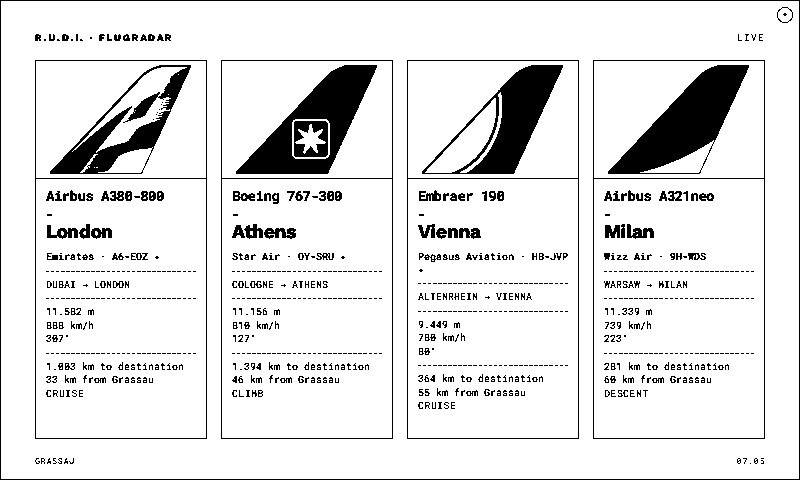 R.U.D.I. · FLUGRADAR
LIVE
Airbus A380-800
-
London
Emirates · A6-EOZ ✦
DUBAI → LONDON
11.582 m
888 km/h
307°
1.003 km to destination
33 km from Grassau
CRUISE
Boeing 767-300
-
Athens
Star Air · OY-SRU ✦
COLOGNE → ATHENS
11.156 m
810 km/h
127°
1.394 km to destination
46 km from Grassau
CLIMB
Embraer 190
-
Vienna
Pegasus Aviation · HB-JVP
✦
ALTENRHEIN → VIENNA
9.449 m
780 km/h
80°
364 km to destination
55 km from Grassau
CRUISE
Airbus A321neo
-
Milan
Wizz Air · 9H-WDS
WARSAW → MILAN
11.339 m
739 km/h
223°
281 km to destination
60 km from Grassau
DESCENT
GRASSAU
07.05